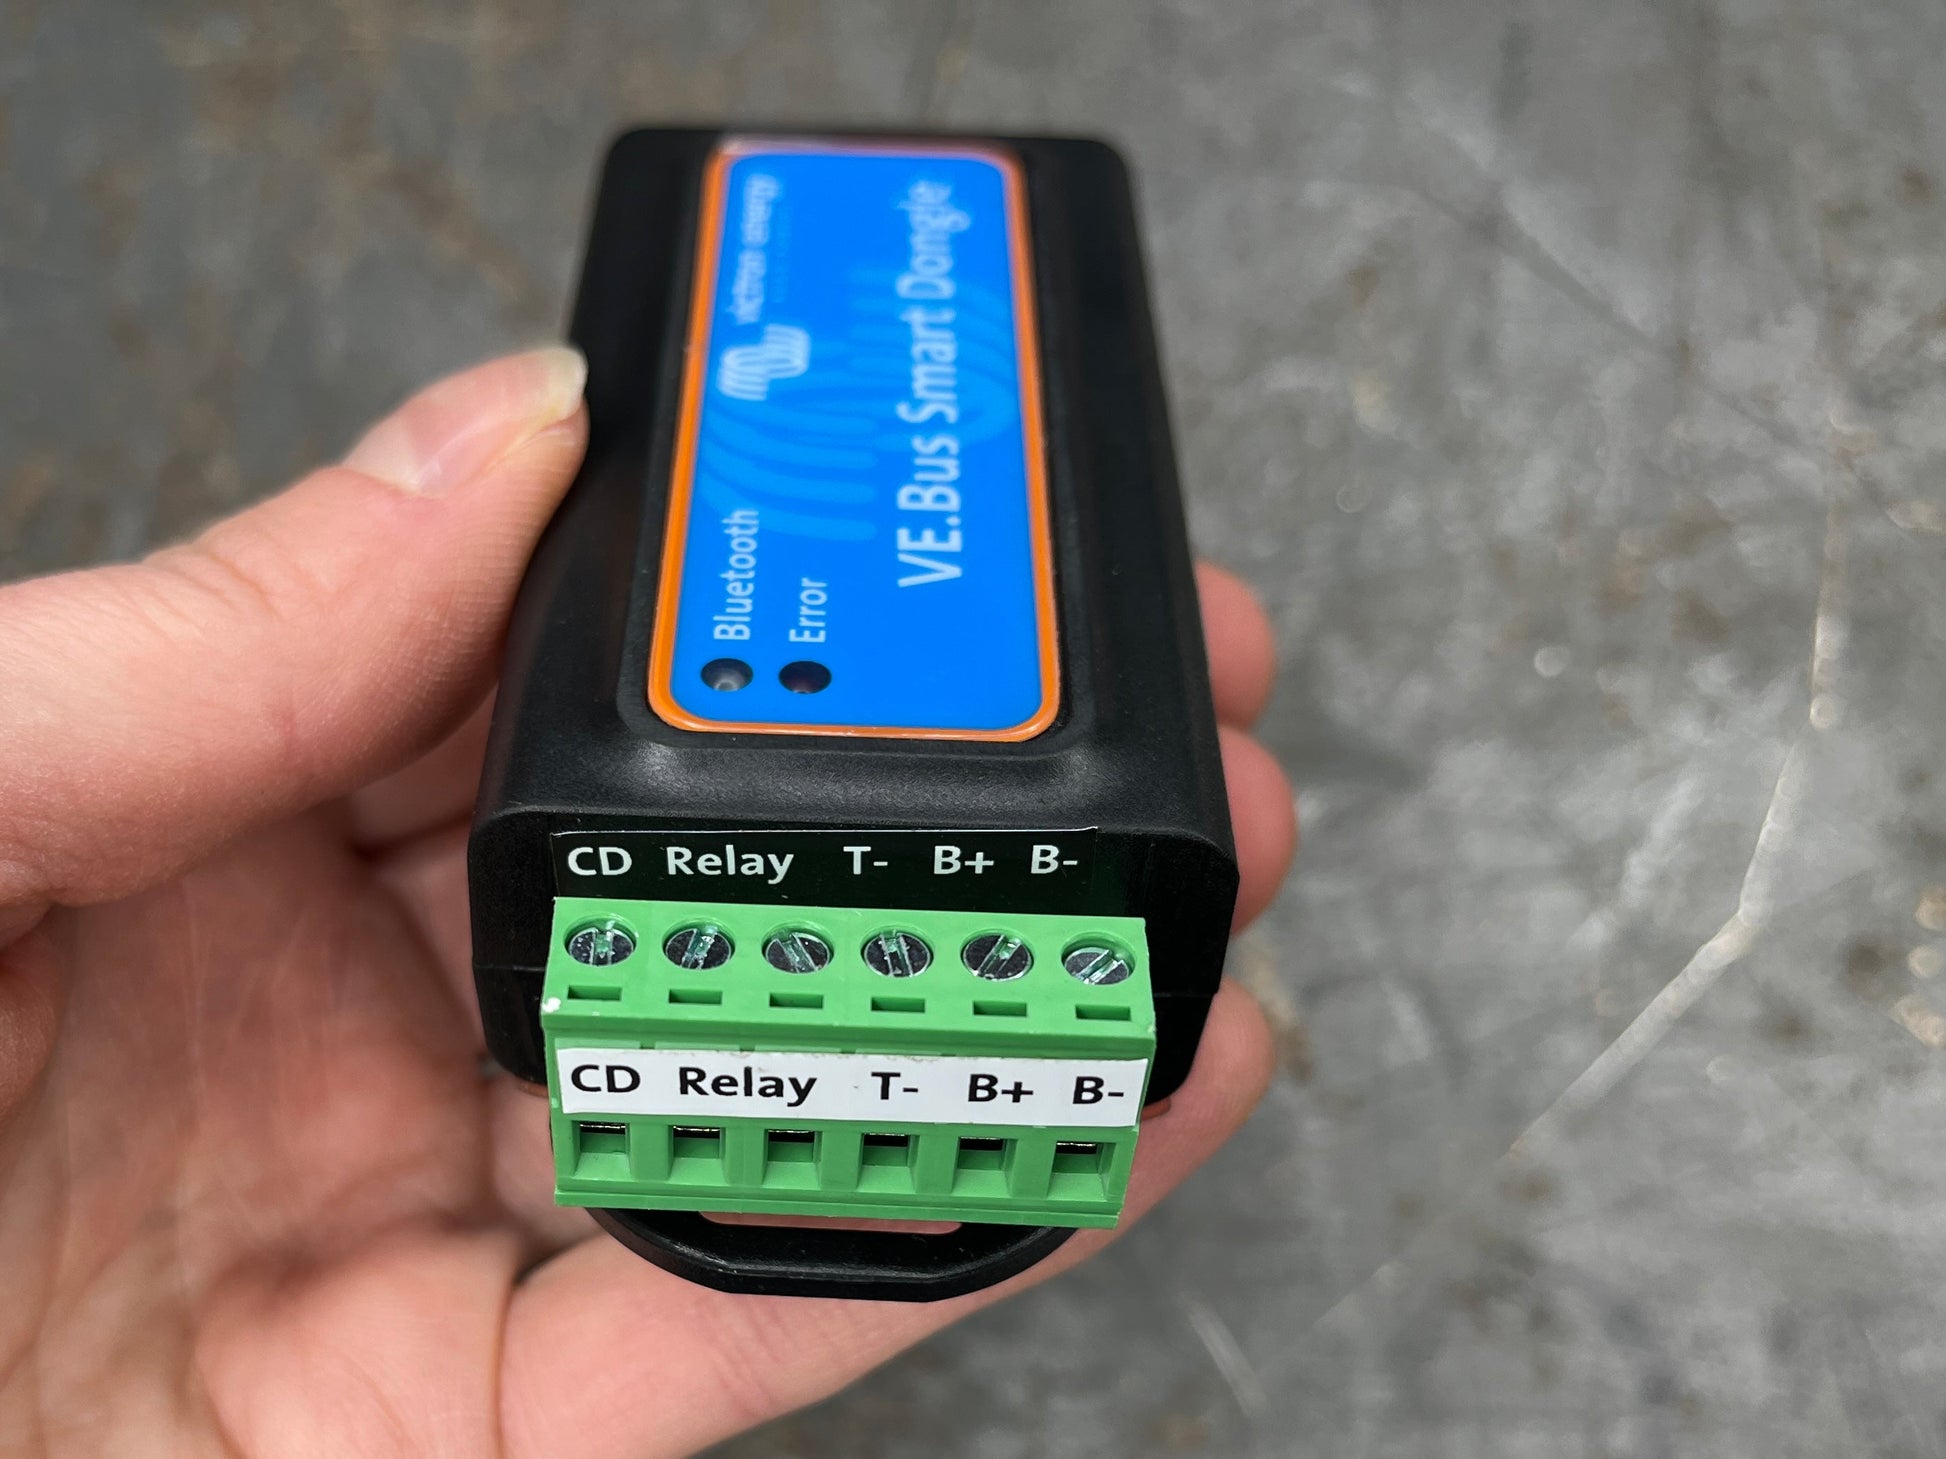 victron energy
VE.Bus Smart Dongle
Bluetooth
Error
CD Relay T- B+ B-
CD Relay T- B+ B-